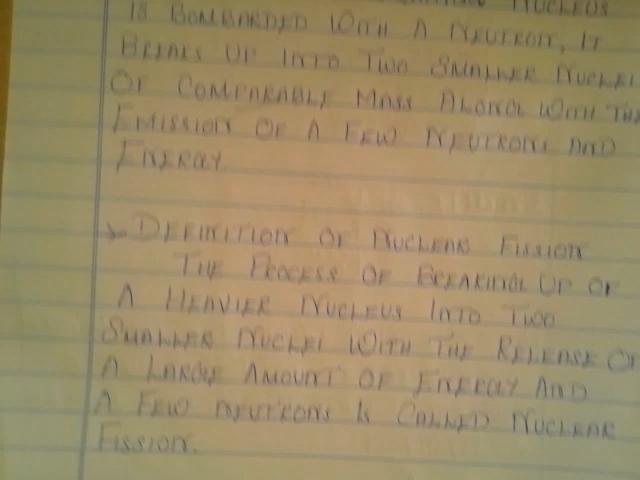 NUCLEUS
IS BOMBARDED WITH A NEUTRON, IT
BREAKS UP INTO TWO SMALLER NUCLEI
OF COMPARABLE MASS ALONG WITH THE
EMISSION OF A FEW NEUTRONS AND
ENERGY.
DEFINITION OF NUCLEAR FISSION
THE PROCESS OF BREAKING UP OF
A HEAVIER NUCLEUS INTO TWO
SMALLER NUCLEI WITH THE RELEASE OF
A LARGE AMOUNT OF ENERGY AND
A FEW NEUTRONS IS CALLED NUCLEAR
FISSION.